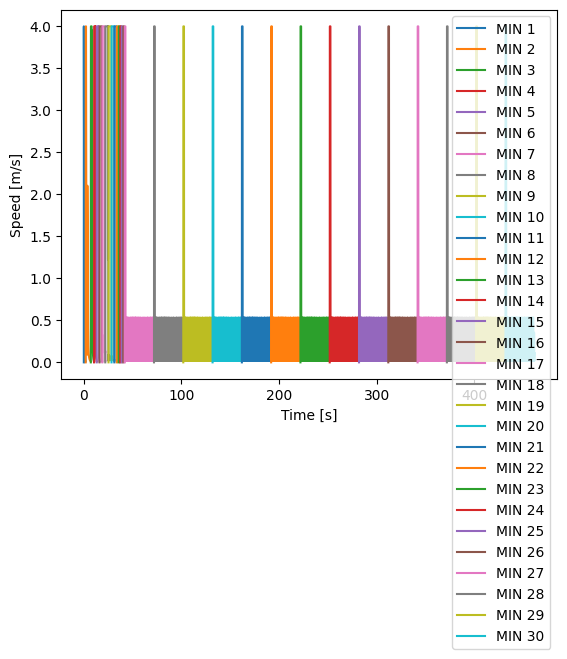 4.0
3.5
3.0
2.5
2.0
1.5
1.0
0.5
0.0
Speed [m/s]
0 100 200 300 400
Time [s]
MIN 1
MIN 2
MIN 3
MIN 4
MIN 5
MIN 6
MIN 7
MIN 8
MIN 9
MIN 10
MIN 11
MIN 12
MIN 13
MIN 14
MIN 15
MIN 16
MIN 17
MIN 18
MIN 19
MIN 20
MIN 21
MIN 22
MIN 23
MIN 24
MIN 25
MIN 26
MIN 27
MIN 28
MIN 29
MIN 30